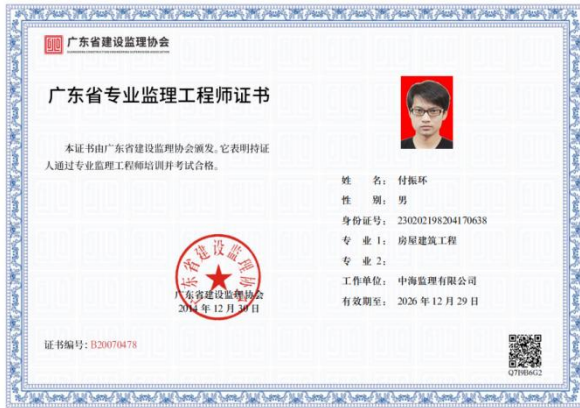 广东省建设监理协会
广东省专业监理工程师证书
本证书由广东省建设监理协会颁发。它表明持证
人通过专业监理工程师培训并考试合格。
广东省建设监理协会
广东省建设监理协会
2014 年 12 月 30 日
证书编号：B20070478
姓 名： 付振环
性 别： 男
身份证号： 230202198204170638
专 业 1： 房屋建筑工程
专 业 2：
工作单位： 中海监理有限公司
有效期至： 2026 年 12 月 29 日
Q7I9B6G2